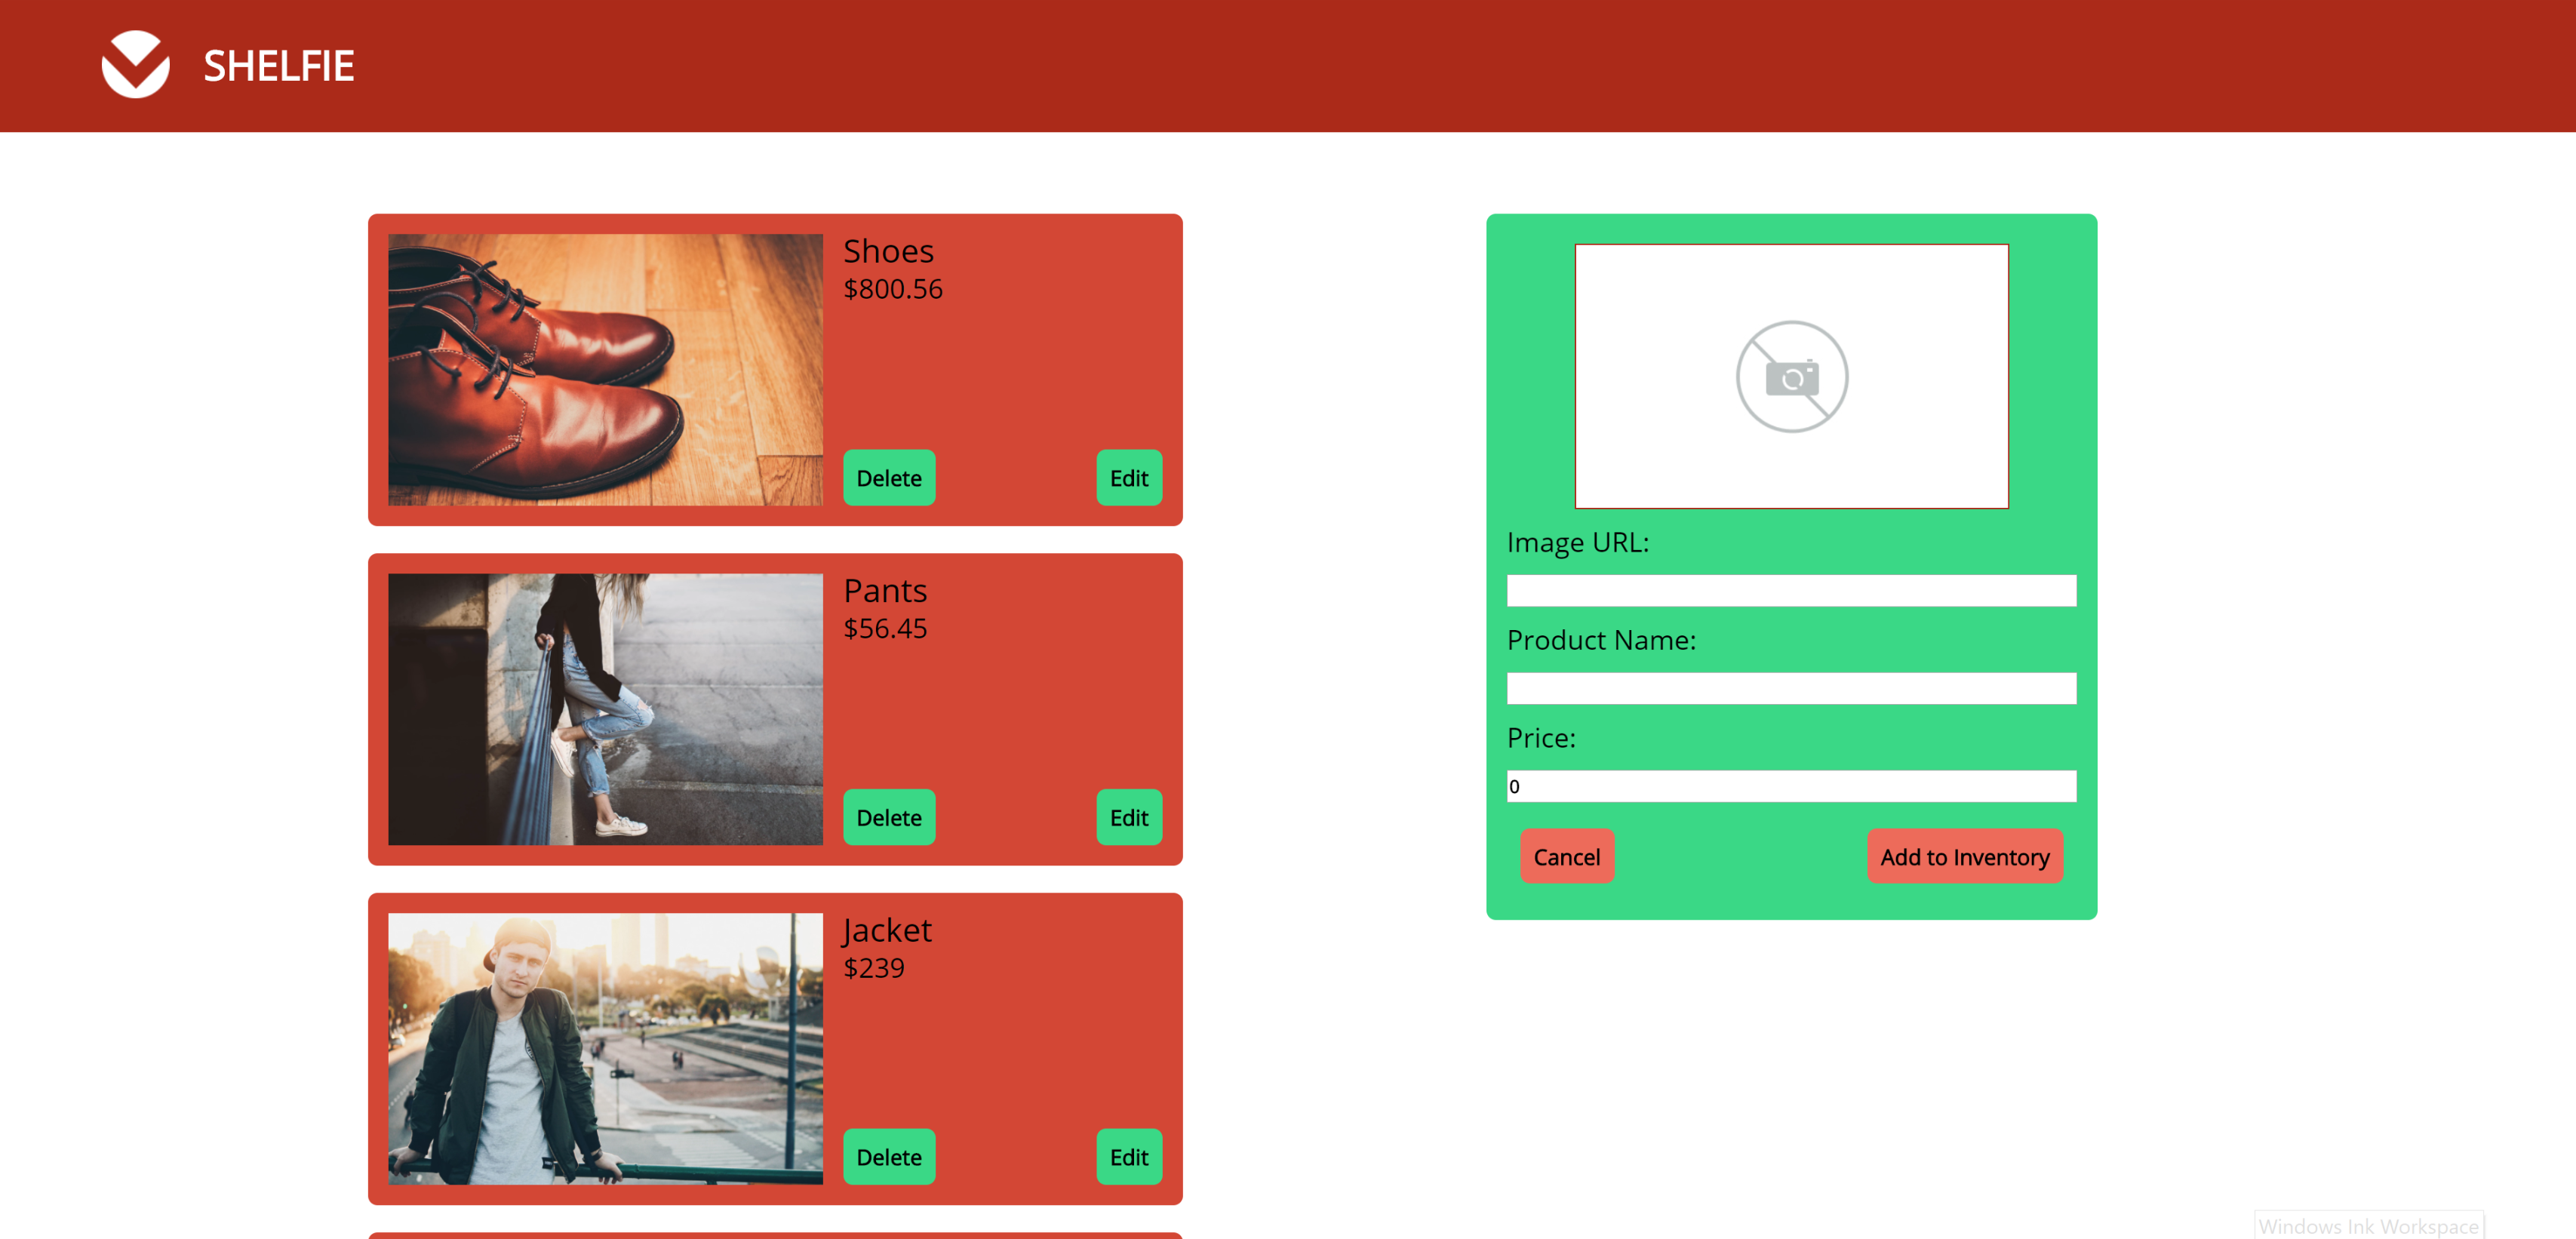 SHELFIE
Shoes
$800.56
Delete
Edit
Pants
$56.45
Delete
Edit
Jacket
$239
Delete
Edit
Image URL:
Product Name:
Price:
0
Cancel
Add to Inventory
Windows Ink Workspace